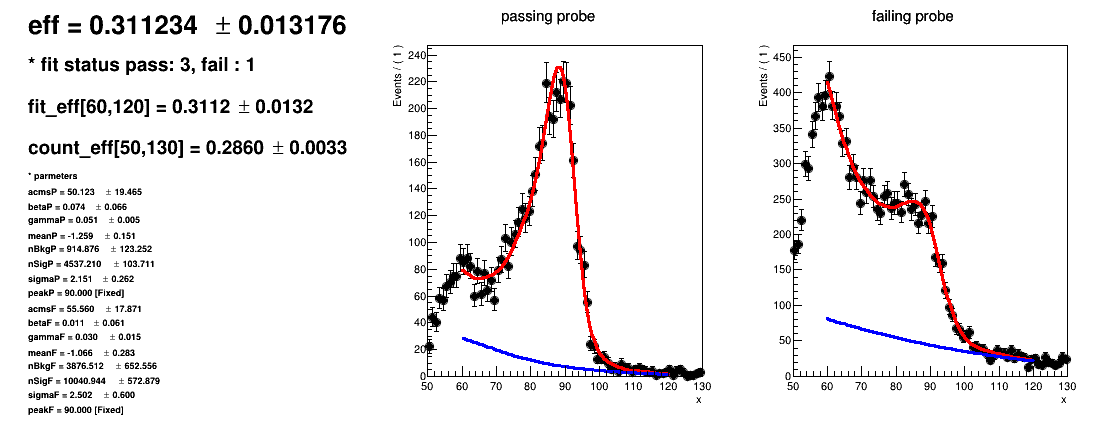 eff = 0.311234 ± 0.013176
* fit status pass: 3, fail : 1
fit_eff[60,120] = 0.3112 ± 0.0132
count_eff[50,130] = 0.2860 ± 0.0033
* parmeters
acmsP = 50.123 ± 19.465
betaP = 0.074 ± 0.066
gammaP = 0.051 ± 0.005
meanP = -1.259 ± 0.151
nBkgP = 914.876 ± 123.252
nSigP = 4537.210 ± 103.711
sigmaP = 2.151 ± 0.262
peakP = 90.000 [Fixed]
acmsF = 55.560 ± 17.871
betaF = 0.011 ± 0.061
gammaF = 0.030 ± 0.015
meanF = -1.066 ± 0.283
nBkgF = 3876.512 ± 652.556
nSigF = 10040.944 ± 572.879
sigmaF = 2.502 ± 0.600
peakF = 90.000 [Fixed]
passing probe
Events / ( 1 )
240
220
200
180
160
140
120
100
80
60
40
20
0
50 60 70 80 90 100 110 120 130
x
failing probe
Events / ( 1 )
450
400
350
300
250
200
150
100
50
0
50 60 70 80 90 100 110 120 130
x